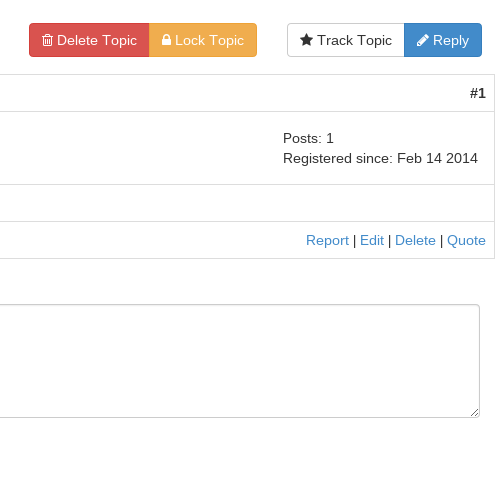 Delete Topic Lock Topic Track Topic Reply
#1
Posts: 1
Registered since: Feb 14 2014
Report | Edit | Delete | Quote